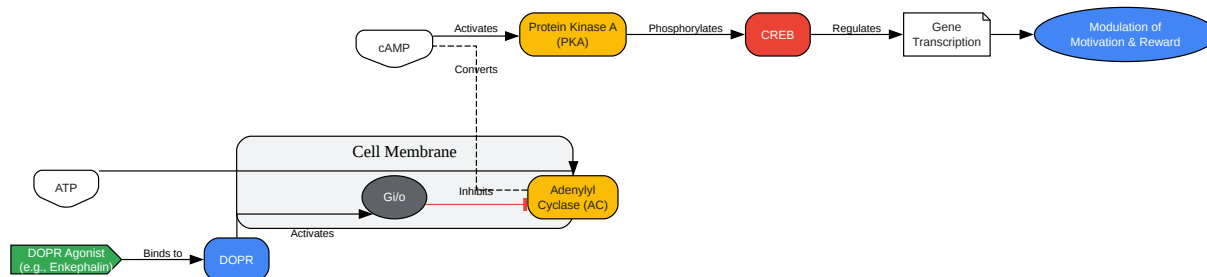 cAMP
Activates
Protein Kinase A
(PKA)
Phosphorylates
CREB
Regulates
Gene
Transcription
Modulation of
Motivation & Reward
Converts
Cell Membrane
ATP
Gi/o
Inhibits
Adenylyl
Cyclase (AC)
Activates
DOPR Agonist
(e.g., Enkephalin)
Binds to
DOPR